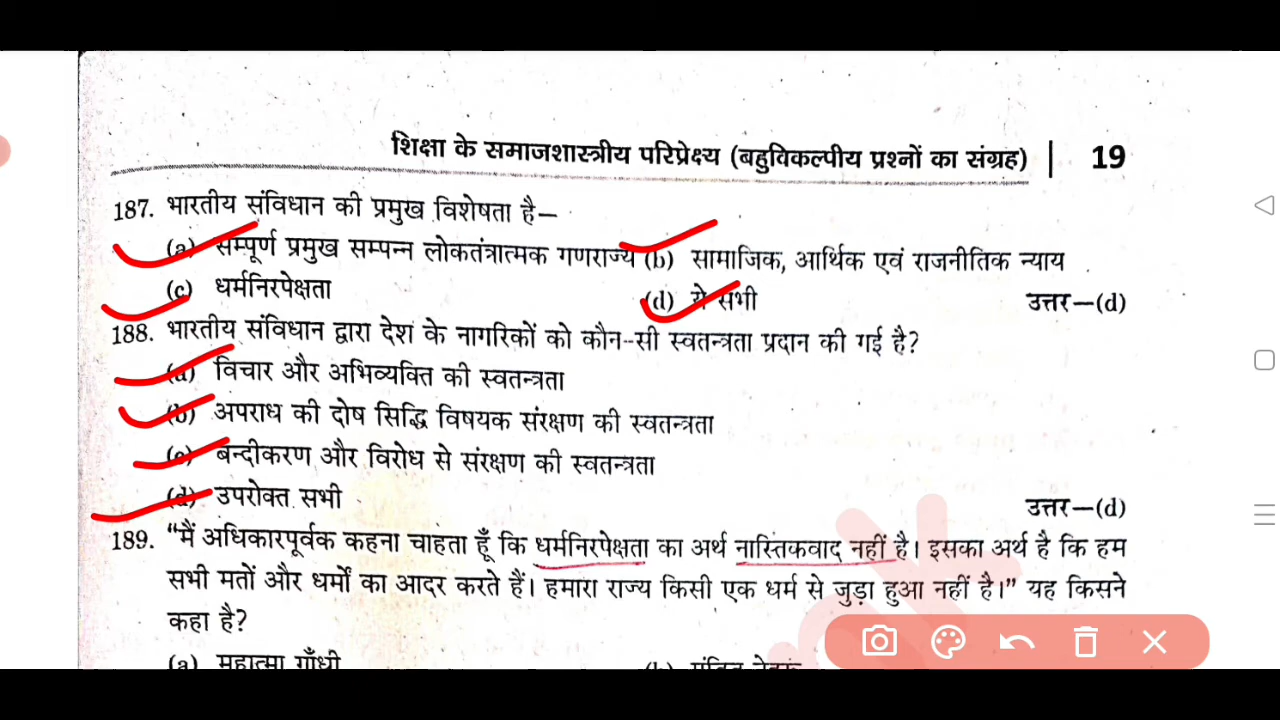 शिक्षा के समाजशास्त्रीय परिप्रेक्ष्य (बहुविकल्पीय प्रश्नों का संग्रह) | 19
187. भारतीय संविधान की प्रमुख विशेषता है—
(a) सम्पूर्ण प्रमुख सम्पन्न लोकतंत्रात्मक गणराज्य (b) सामाजिक, आर्थिक एवं राजनीतिक न्याय
(c) धर्मनिरपेक्षता (d) ये सभी उत्तर—(d)
188. भारतीय संविधान द्वारा देश के नागरिकों को कौन-सी स्वतन्त्रता प्रदान की गई है?
(a) विचार और अभिव्यक्ति की स्वतन्त्रता
(b) अपराध की दोष सिद्धि विषयक संरक्षण की स्वतन्त्रता
(c) बन्दीकरण और विरोध से संरक्षण की स्वतन्त्रता
(d) उपरोक्त सभी उत्तर—(d)
189. “मैं अधिकारपूर्वक कहना चाहता हूँ कि धर्मनिरपेक्षता का अर्थ नास्तिकवाद नहीं है। इसका अर्थ है कि हम
सभी मतों और धर्मों का आदर करते हैं। हमारा राज्य किसी एक धर्म से जुड़ा हुआ नहीं है।” यह किसने
कहा है?
(a) महात्मा गाँधी (b)